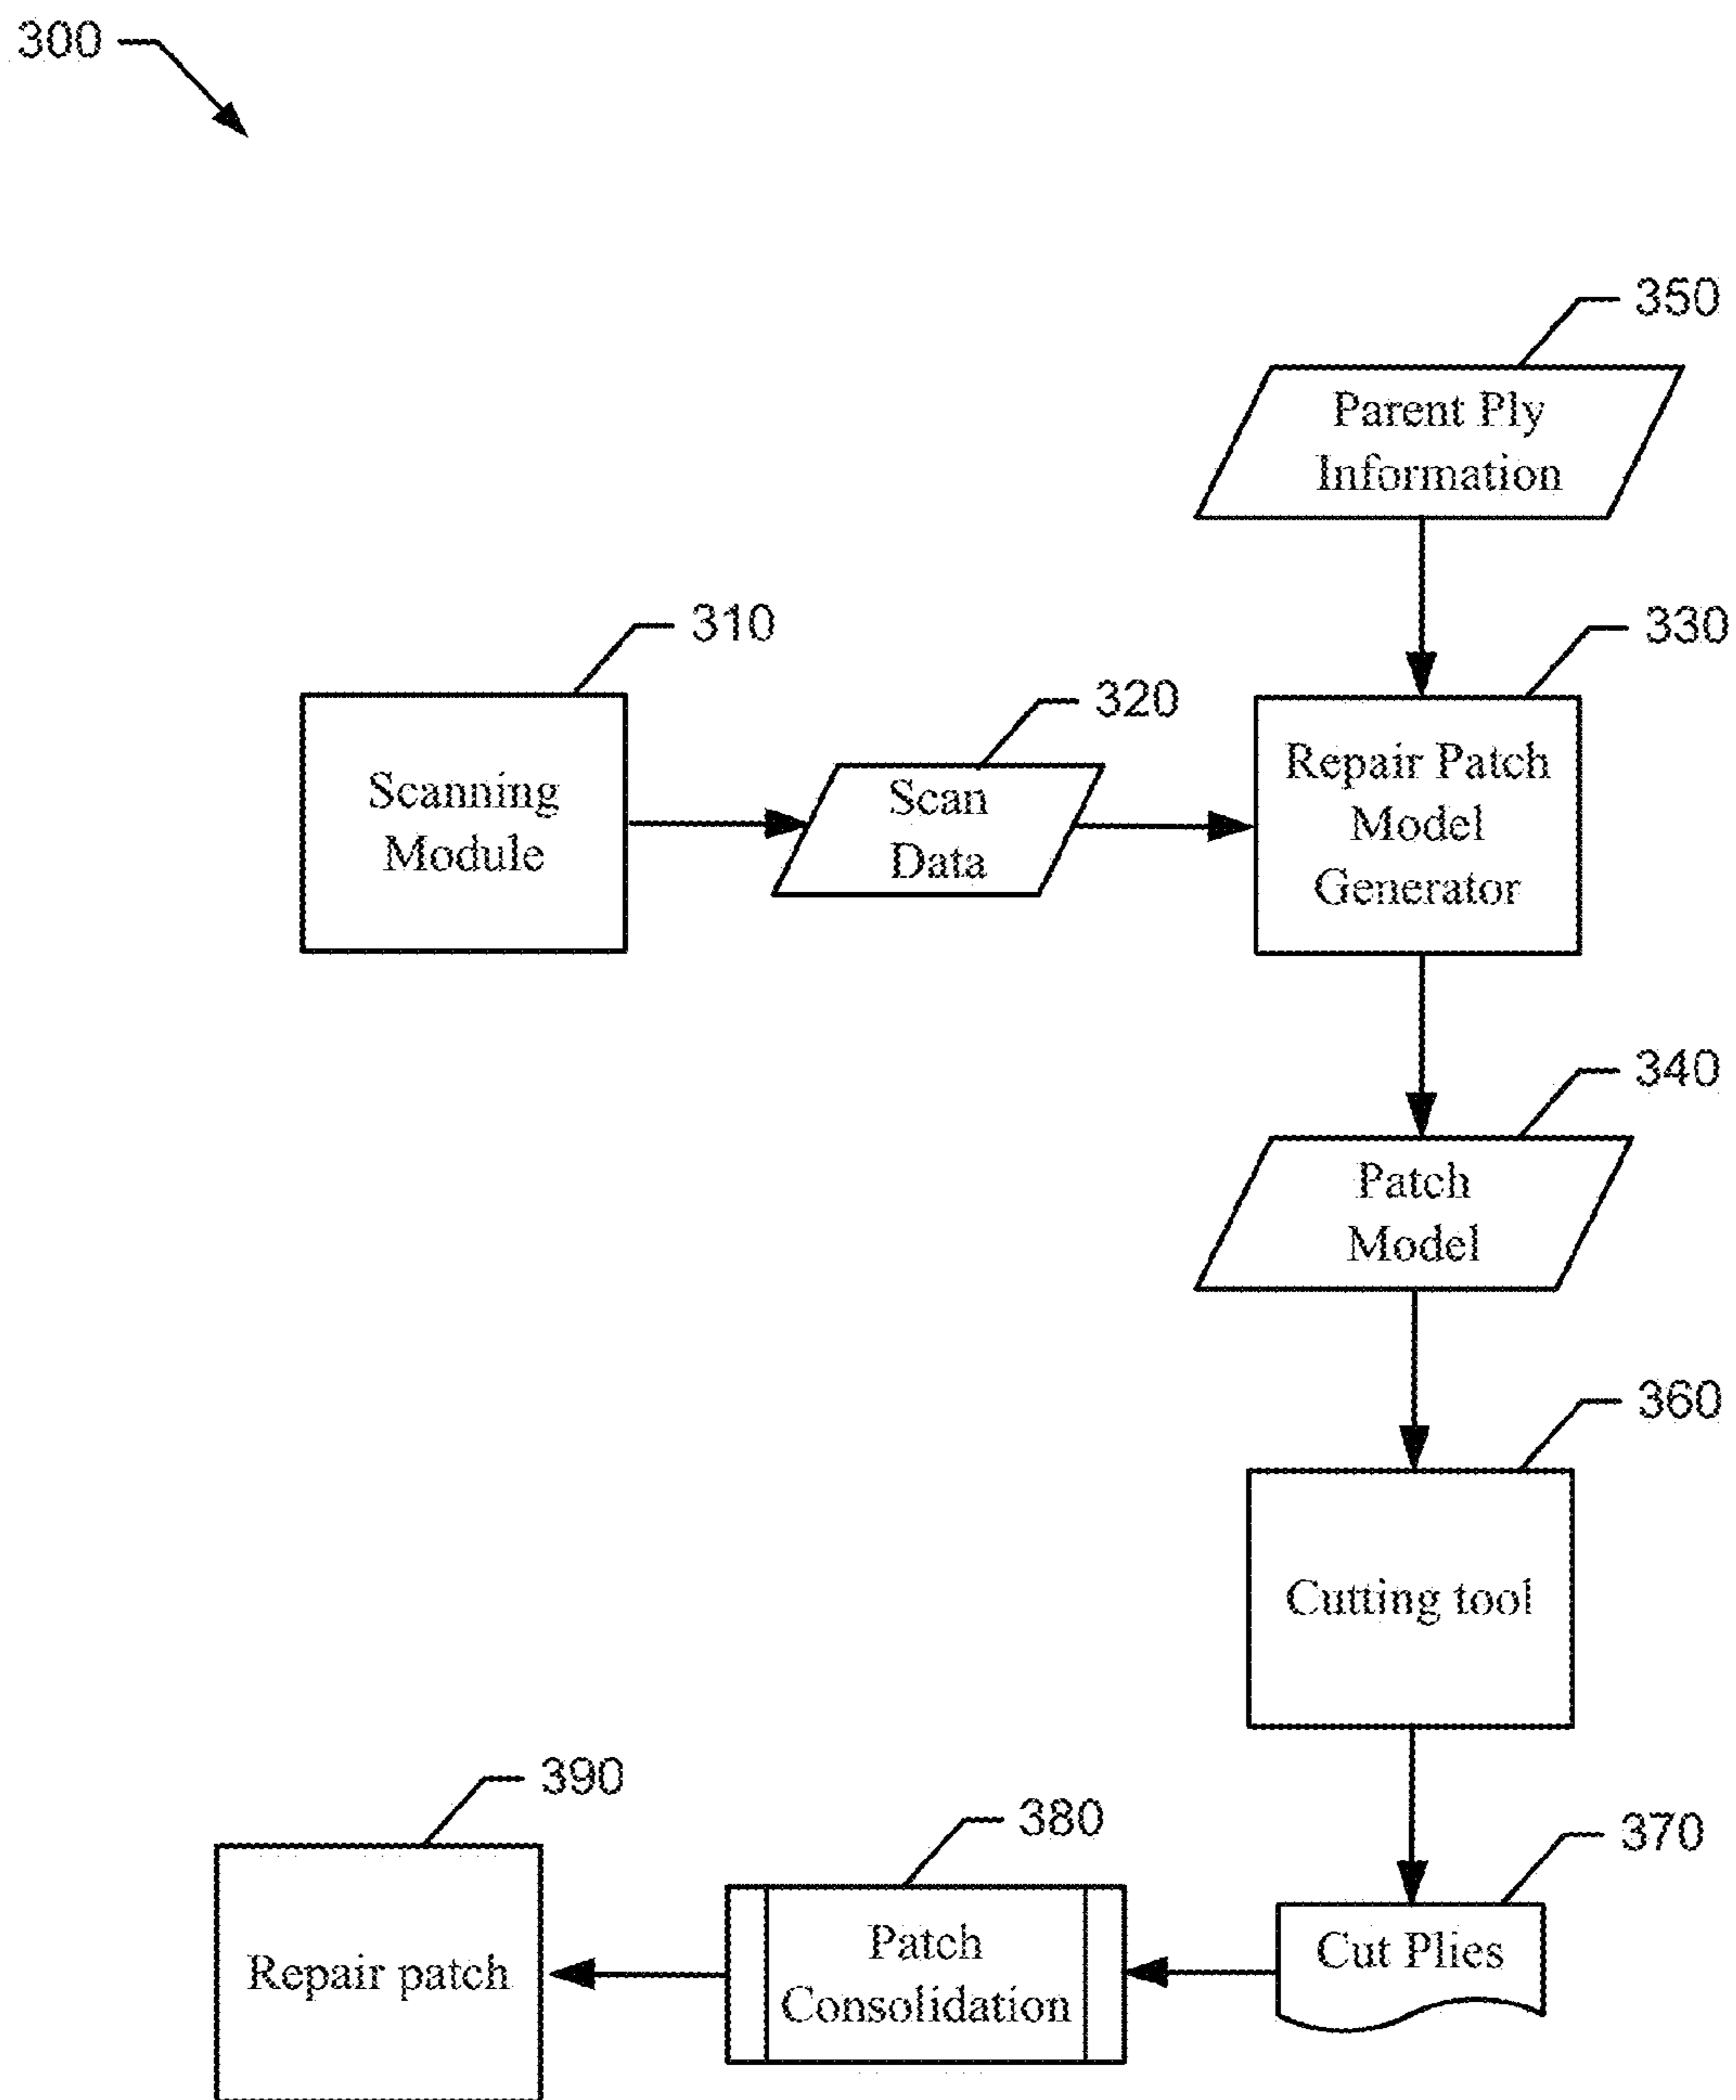 300
350
Parent Ply
Information
310
330
320
Scanning
Module
Scan
Data
Repair Patch
Model
Generator
340
Patch
Model
360
Cutting tool
390
380
370
Repair patch
Patch
Consolidation
Cut Plies